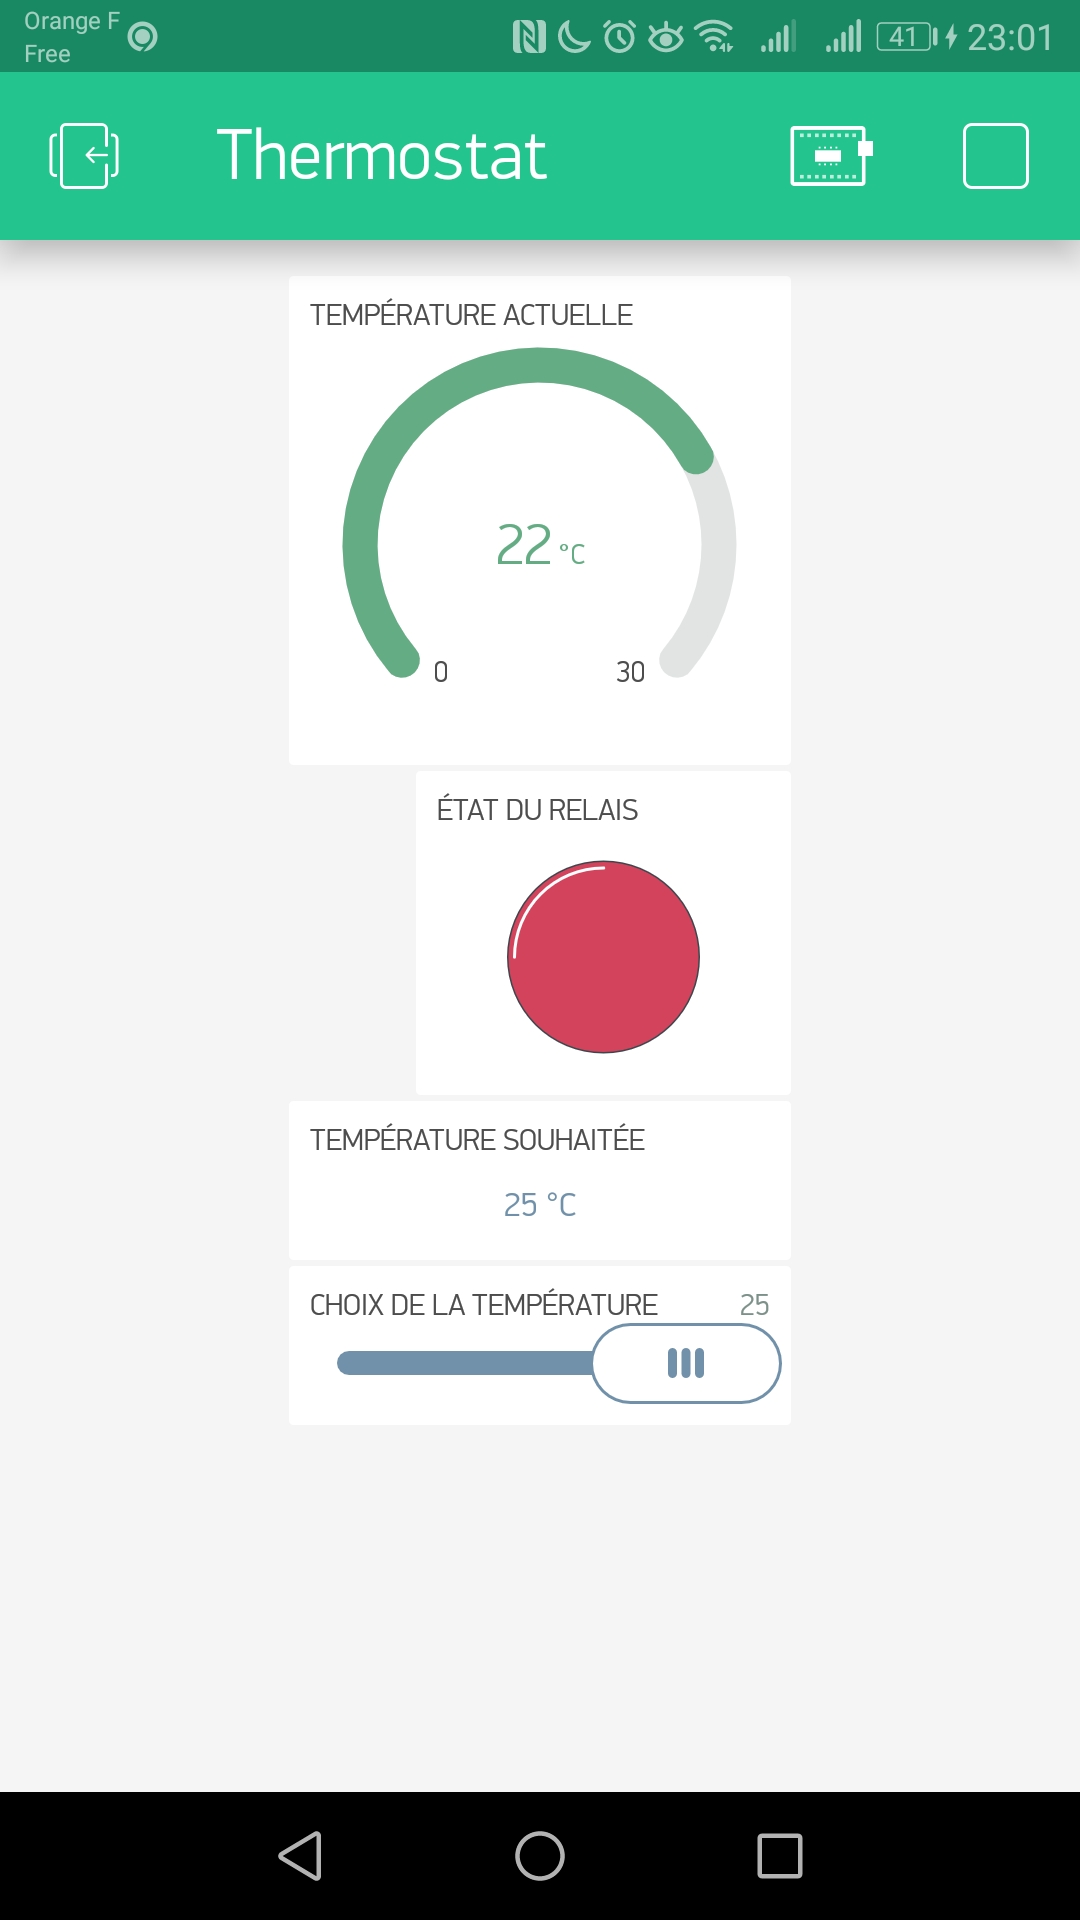 Orange F
Free
41
23:01
Thermostat
TEMPÉRATURE ACTUELLE
22 °C
0
30
ÉTAT DU RELAIS
TEMPÉRATURE SOUHAITÉE
25 °C
CHOIX DE LA TEMPÉRATURE 25